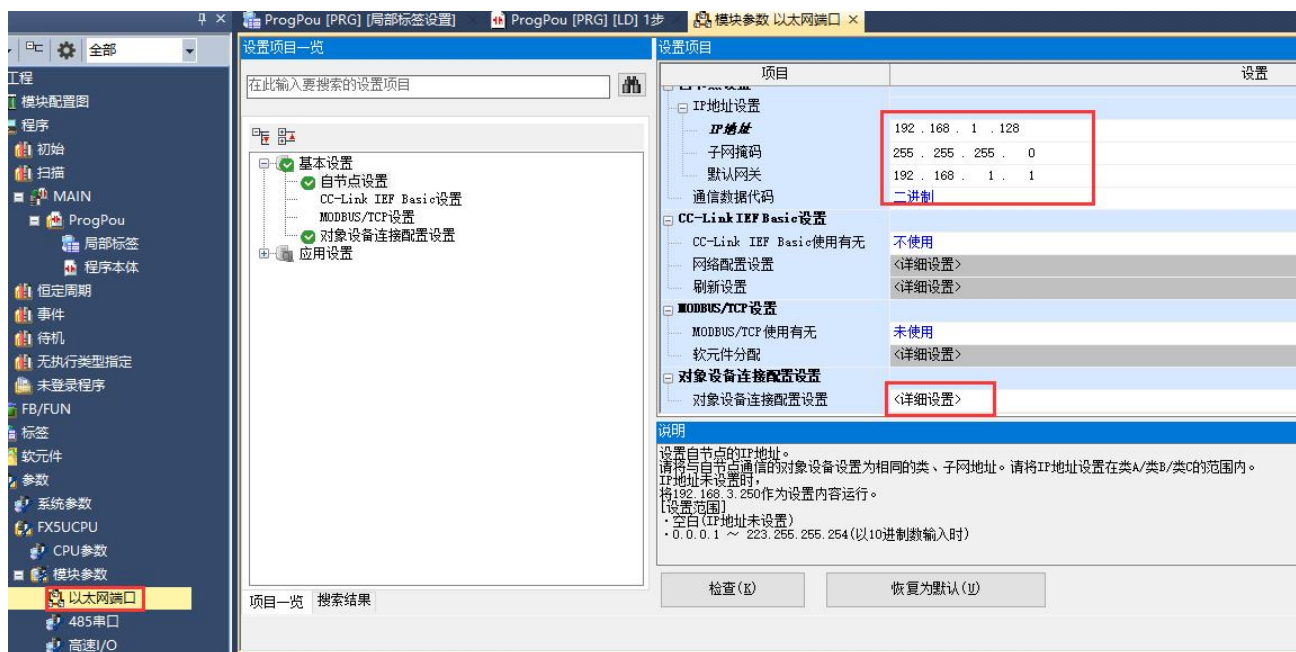 ProgPou [PRG] [局部标签设置]
ProgPou [PRG] [LD] 1步
模块参数 以太网端口
全部
工程
模块配置图
程序
初始
扫描
MAIN
ProgPou
局部标签
程序本体
恒定周期
事件
待机
无执行类型指定
未登录程序
FB/FUN
标签
软元件
参数
系统参数
FX5UCPU
CPU参数
模块参数
以太网端口
485串口
高速I/O
设置项目一览
在此输入要搜索的设置项目
基本设置
自节点设置
CC-Link IEF Basic设置
MODBUS/TCP设置
对象设备连接配置设置
应用设置
项目一览 搜索结果
设置项目
项目 设置
自节点设置
IP地址设置
IP地址 192 . 168 . 1 . 128
子网掩码 255 . 255 . 255 . 0
默认网关 192 . 168 . 1 . 1
通信数据代码 二进制
CC-Link IEF Basic设置
CC-Link IEF Basic使用有无 不使用
网络配置设置 <详细设置>
刷新设置 <详细设置>
MODBUS/TCP设置
MODBUS/TCP使用有无 未使用
软元件分配 <详细设置>
对象设备连接配置设置
对象设备连接配置设置 <详细设置>
说明
设置自节点的IP地址。
请将与自节点通信的对象设备设置为相同的类、子网地址。请将IP地址设置在类A/类B/类C的范围内。
IP地址未设置时，
将192.168.3.250作为设置内容运行。
[设置范围]
・空白(IP地址未设置)
・0.0.0.1 ～ 223.255.255.254(以10进制数输入时)
检查(K) 恢复为默认(U)